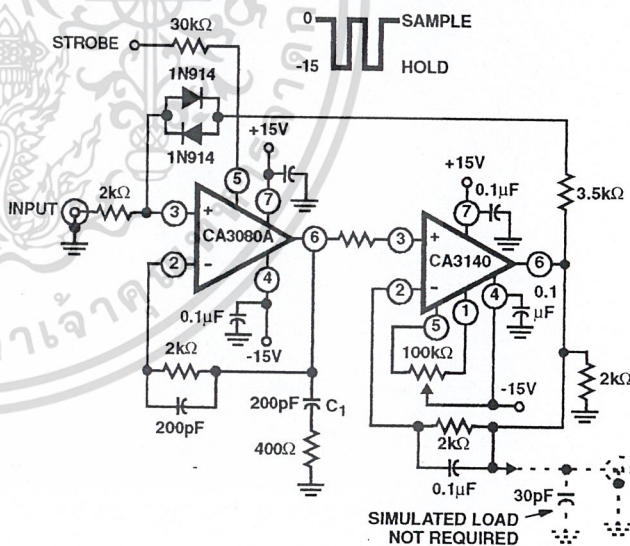 0
SAMPLE
-15
HOLD
30kΩ
STROBE
1N914
1N914
+15V
+15V
2kΩ
INPUT
5
7
3
+
CA3080A
6
2
-
4
0.1µF
-15V
2kΩ
200pF
200pF C1
400Ω
0.1µF
7
3
+
CA3140
6
2
-
4
5
1
100kΩ
0.1
µF
-15V
3.5kΩ
2kΩ
2kΩ
0.1µF
30pF
SIMULATED LOAD
NOT REQUIRED